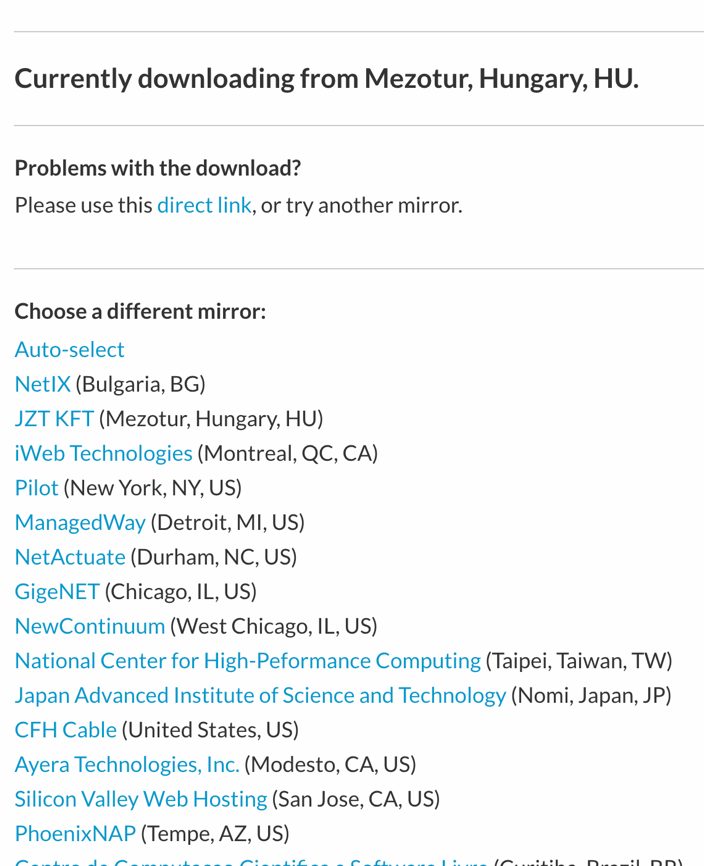 Currently downloading from Mezotur, Hungary, HU.
Problems with the download?
Please use this direct link, or try another mirror.
Choose a different mirror:
Auto-select
NetIX (Bulgaria, BG)
JZT KFT (Mezotur, Hungary, HU)
iWeb Technologies (Montreal, QC, CA)
Pilot (New York, NY, US)
ManagedWay (Detroit, MI, US)
NetActuate (Durham, NC, US)
GigeNET (Chicago, IL, US)
NewContinuum (West Chicago, IL, US)
National Center for High-Peformance Computing (Taipei, Taiwan, TW)
Japan Advanced Institute of Science and Technology (Nomi, Japan, JP)
CFH Cable (United States, US)
Ayera Technologies, Inc. (Modesto, CA, US)
Silicon Valley Web Hosting (San Jose, CA, US)
PhoenixNAP (Tempe, AZ, US)